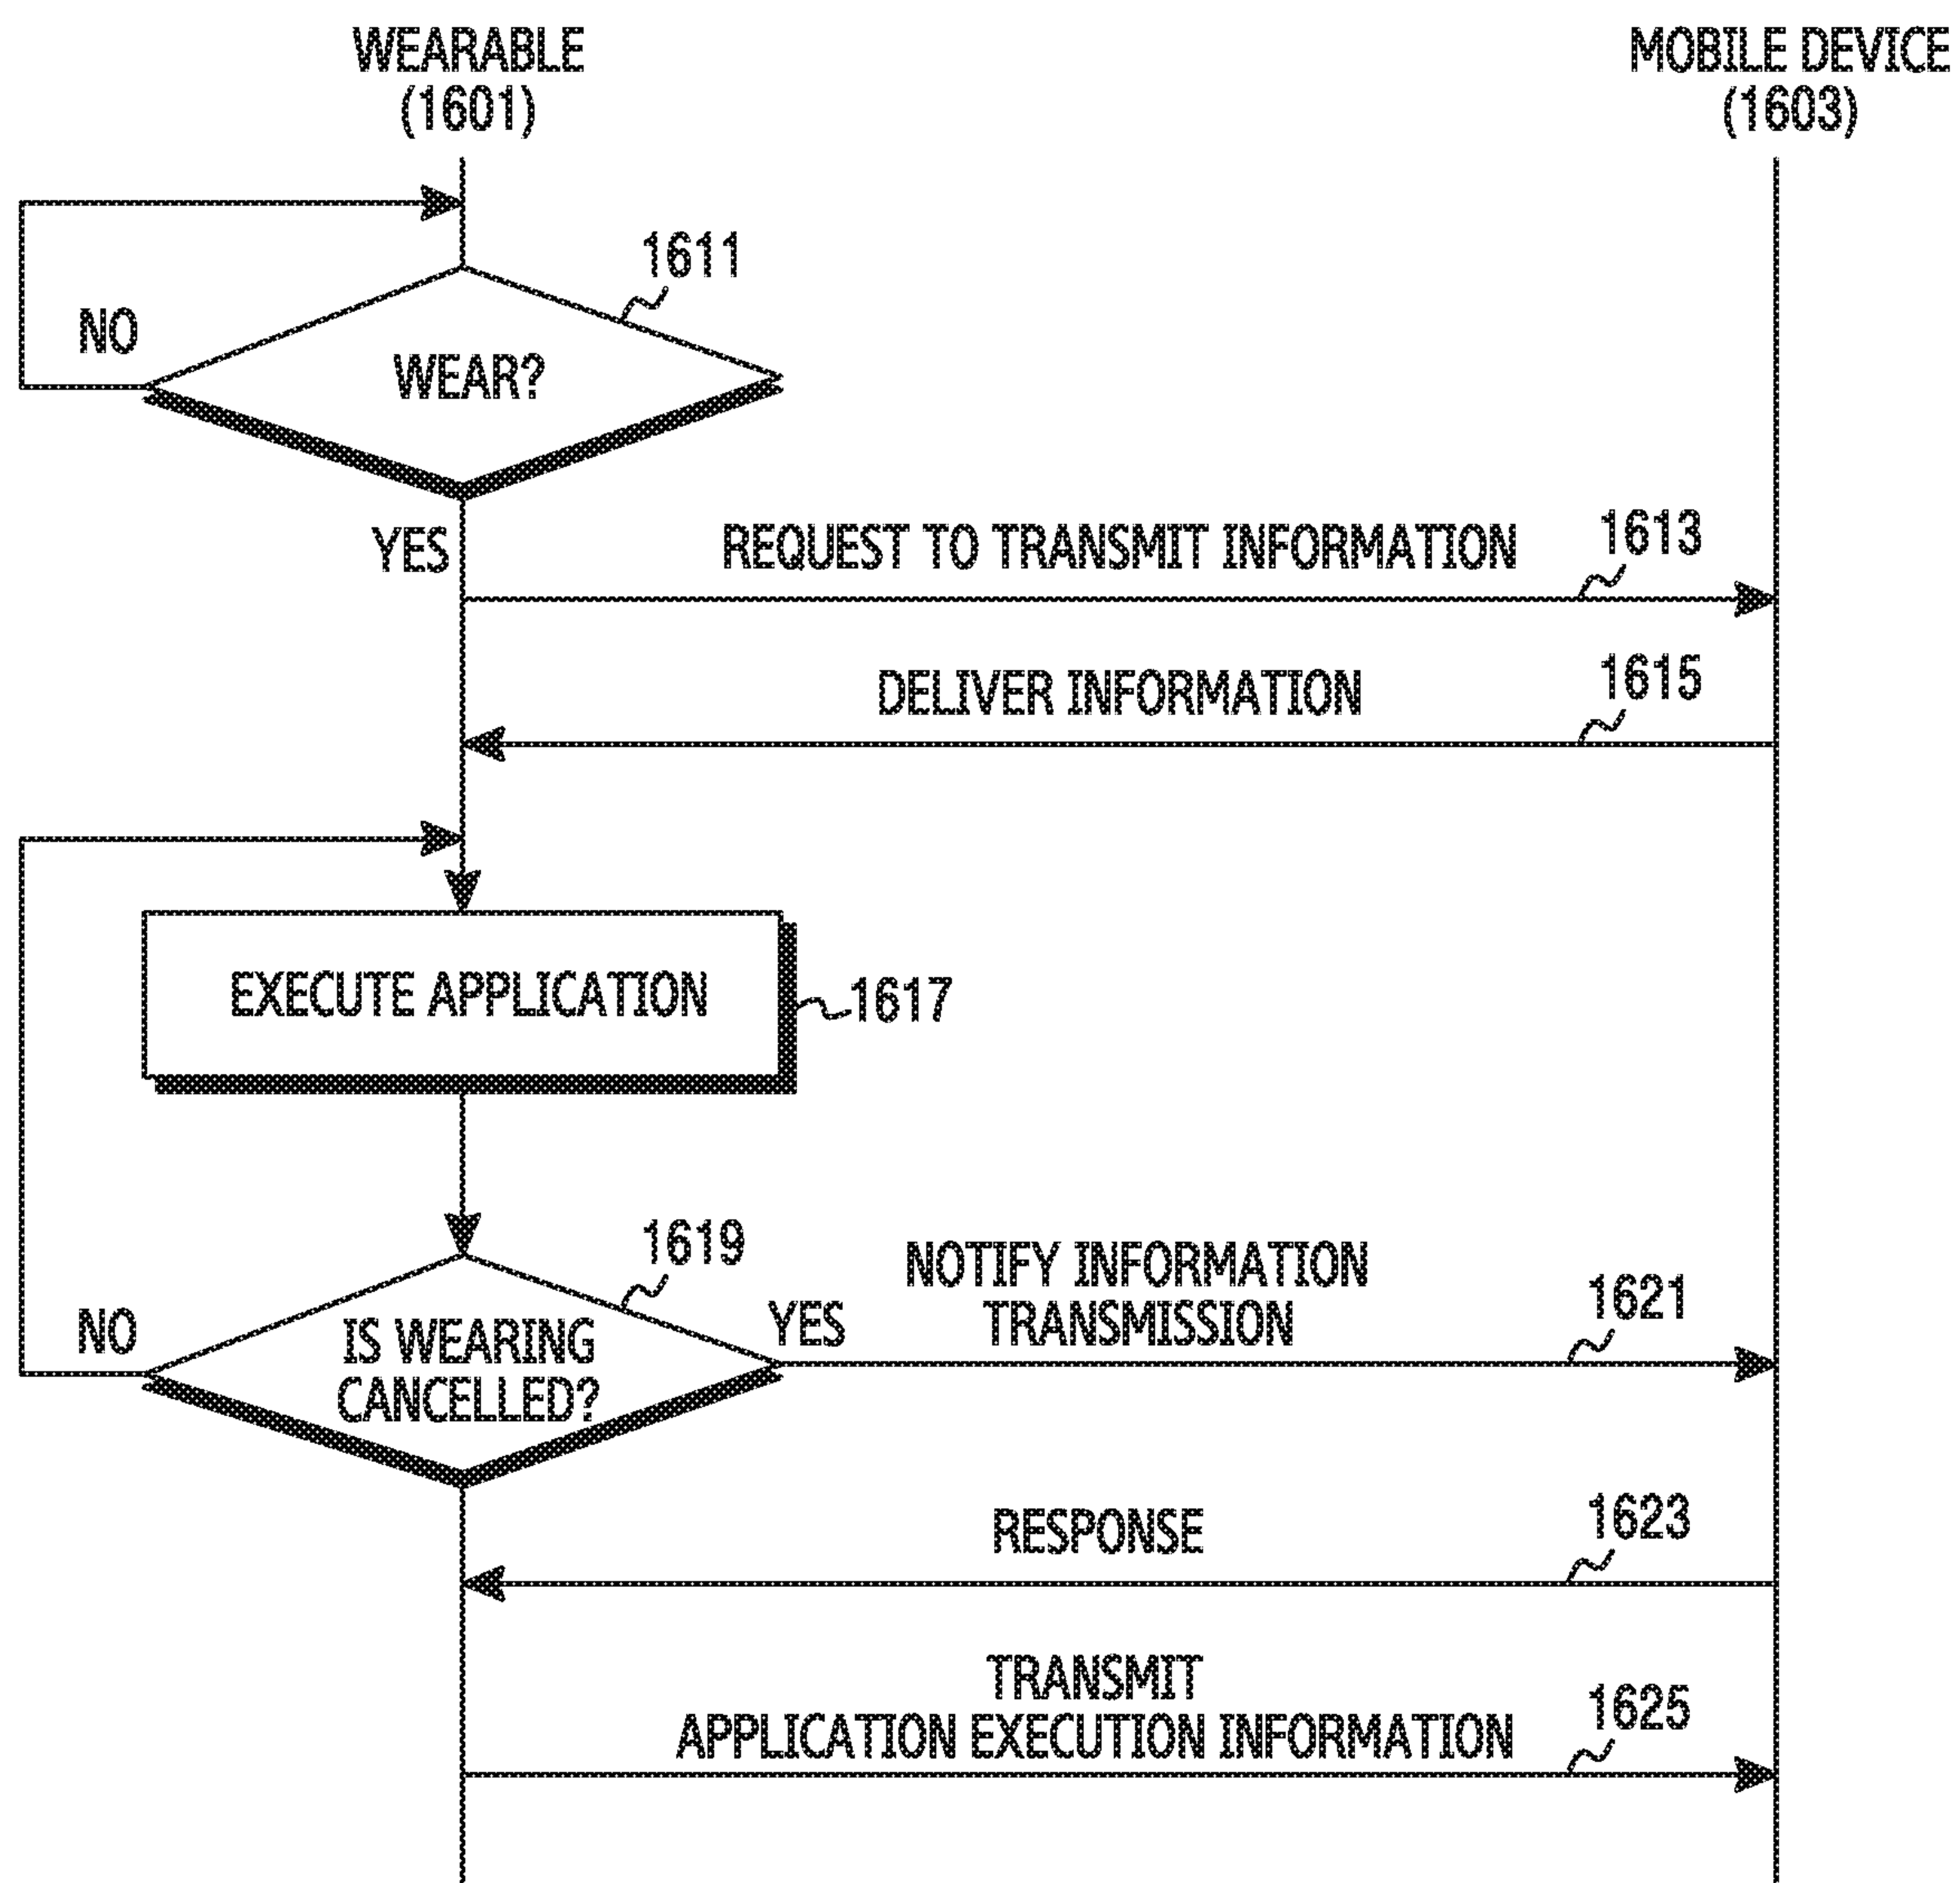 WEARABLE
(1601)
MOBILE DEVICE
(1603)
1611
NO
WEAR?
YES
REQUEST TO TRANSMIT INFORMATION
1613
DELIVER INFORMATION
1615
EXECUTE APPLICATION
1617
1619
NO
IS WEARING
CANCELLED?
YES
NOTIFY INFORMATION
TRANSMISSION
1621
RESPONSE
1623
TRANSMIT
APPLICATION EXECUTION INFORMATION
1625